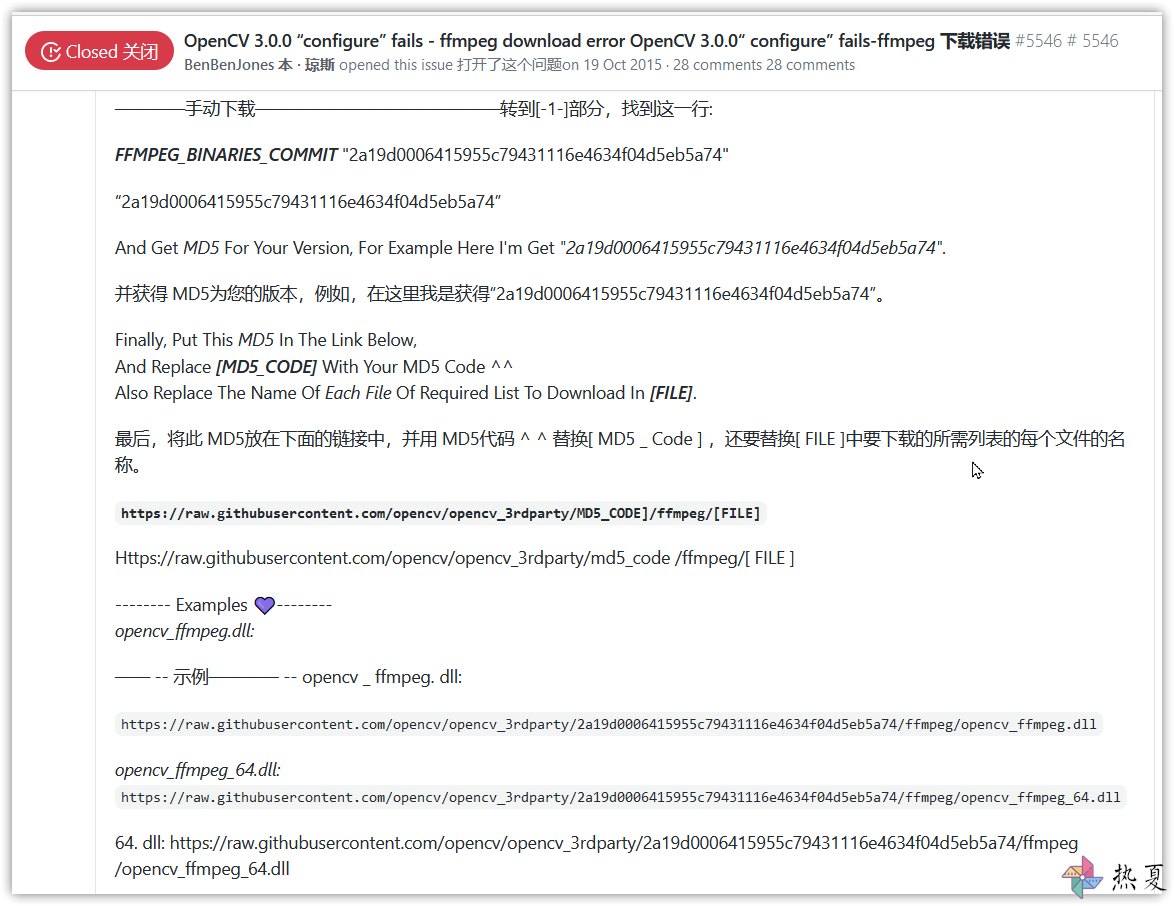 Closed 关闭
OpenCV 3.0.0 “configure” fails - ffmpeg download error OpenCV 3.0.0“ configure” fails-ffmpeg 下载错误 #5546 # 5546
BenBenJones 本 · 琼斯 opened this issue 打开了这个问题on 19 Oct 2015 · 28 comments 28 comments
————手动下载——————————————转到[-1-]部分，找到这一行:
FFMPEG_BINARIES_COMMIT "2a19d0006415955c79431116e4634f04d5eb5a74"
“2a19d0006415955c79431116e4634f04d5eb5a74”
And Get MD5 For Your Version, For Example Here I'm Get "2a19d0006415955c79431116e4634f04d5eb5a74".
并获得 MD5为您的版本，例如，在这里我是获得“2a19d0006415955c79431116e4634f04d5eb5a74”。
Finally, Put This MD5 In The Link Below,
And Replace [MD5_CODE] With Your MD5 Code ^^
Also Replace The Name Of Each File Of Required List To Download In [FILE].
最后，将此 MD5放在下面的链接中，并用 MD5代码 ^ ^ 替换[ MD5 _ Code ] ，还要替换[ FILE ]中要下载的所需列表的每个文件的名
称。
https://raw.githubusercontent.com/opencv/opencv_3rdparty/MD5_CODE]/ffmpeg/[FILE]
Https://raw.githubusercontent.com/opencv/opencv_3rdparty/md5_code /ffmpeg/[ FILE ]
-------- Examples 💜--------
opencv_ffmpeg.dll:
—— -- 示例———— -- opencv _ ffmpeg. dll:
https://raw.githubusercontent.com/opencv/opencv_3rdparty/2a19d0006415955c79431116e4634f04d5eb5a74/ffmpeg/opencv_ffmpeg.dll
opencv_ffmpeg_64.dll:
https://raw.githubusercontent.com/opencv/opencv_3rdparty/2a19d0006415955c79431116e4634f04d5eb5a74/ffmpeg/opencv_ffmpeg_64.dll
64. dll: https://raw.githubusercontent.com/opencv/opencv_3rdparty/2a19d0006415955c79431116e4634f04d5eb5a74/ffmpeg
/opencv_ffmpeg_64.dll
热夏